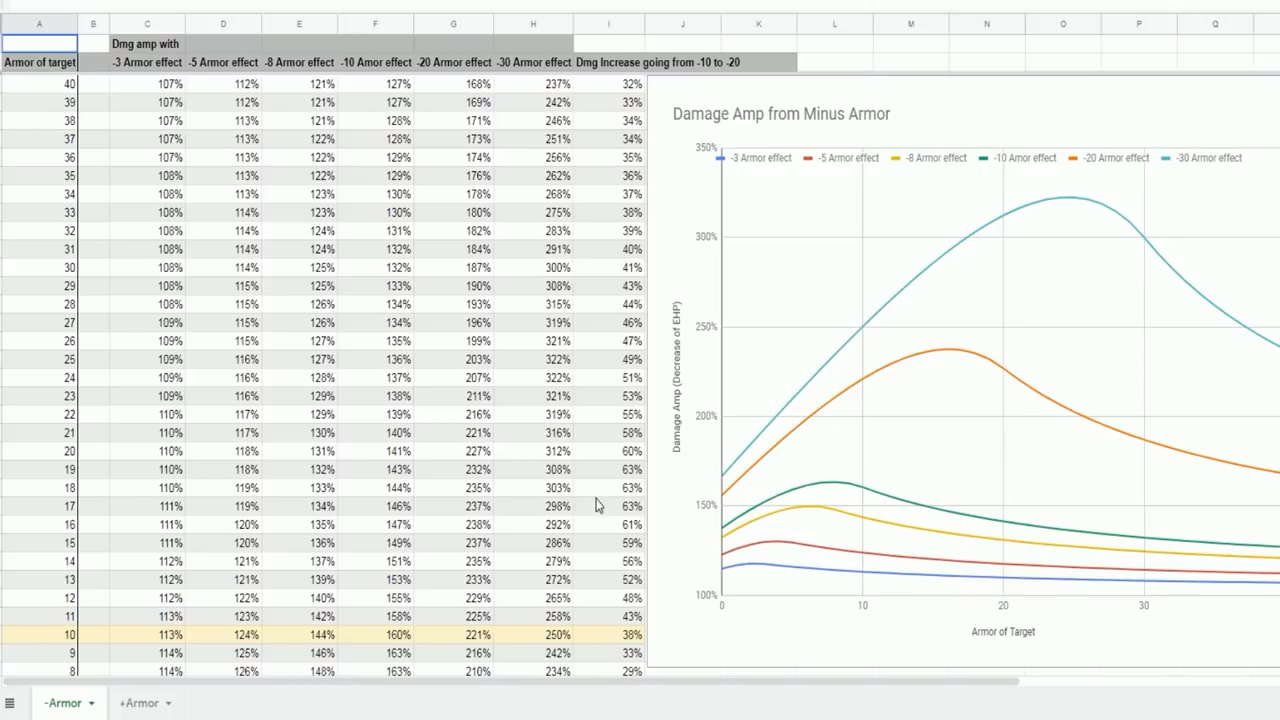 A B C D E F G H I J K L M N O P Q
Dmg amp with
Armor of target -3 Armor effect -5 Armor effect -8 Armor effect -10 Amor effect -20 Armor effect -30 Armor effect Dmg Increase going from -10 to -20
40 107% 112% 121% 127% 168% 237% 32%
39 107% 112% 121% 127% 169% 242% 33%
38 107% 113% 121% 128% 171% 246% 34%
37 107% 113% 122% 128% 173% 251% 34%
36 107% 113% 122% 129% 174% 256% 35%
35 108% 113% 122% 129% 176% 262% 36%
34 108% 113% 123% 130% 178% 268% 37%
33 108% 114% 123% 130% 180% 275% 38%
32 108% 114% 124% 131% 182% 283% 39%
31 108% 114% 124% 132% 184% 291% 40%
30 108% 114% 125% 132% 187% 300% 41%
29 108% 115% 125% 133% 190% 308% 43%
28 108% 115% 126% 134% 193% 315% 44%
27 109% 115% 126% 134% 196% 319% 46%
26 109% 115% 127% 135% 199% 321% 47%
25 109% 116% 127% 136% 203% 322% 49%
24 109% 116% 128% 137% 207% 322% 51%
23 109% 116% 129% 138% 211% 321% 53%
22 110% 117% 129% 139% 216% 319% 55%
21 110% 117% 130% 140% 221% 316% 58%
20 110% 118% 131% 141% 227% 312% 60%
19 110% 118% 132% 143% 232% 308% 63%
18 110% 119% 133% 144% 235% 303% 63%
17 111% 119% 134% 146% 237% 298% 63%
16 111% 120% 135% 147% 238% 292% 61%
15 111% 120% 136% 149% 237% 286% 59%
14 112% 121% 137% 151% 235% 279% 56%
13 112% 121% 139% 153% 233% 272% 52%
12 112% 122% 140% 155% 229% 265% 48%
11 113% 123% 142% 158% 225% 258% 43%
10 113% 124% 144% 160% 221% 250% 38%
9 114% 125% 146% 163% 216% 242% 33%
8 114% 126% 148% 163% 210% 234% 29%
Damage Amp from Minus Armor
-3 Armor effect -5 Armor effect -8 Armor effect -10 Amor effect -20 Armor effect -30 Armor effect
Damage Amp (Decrease of EHP)
350%
300%
250%
200%
150%
100%
0 10 20 30
Armor of Target
-Armor +Armor